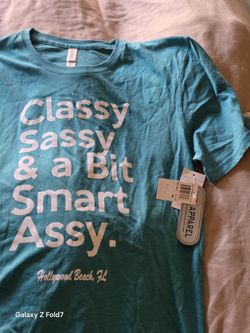 Classy
sassy
& a Bit
Smart
Assy.
Hollywood Beach, FL
APPAREL
Galaxy Z Fold7